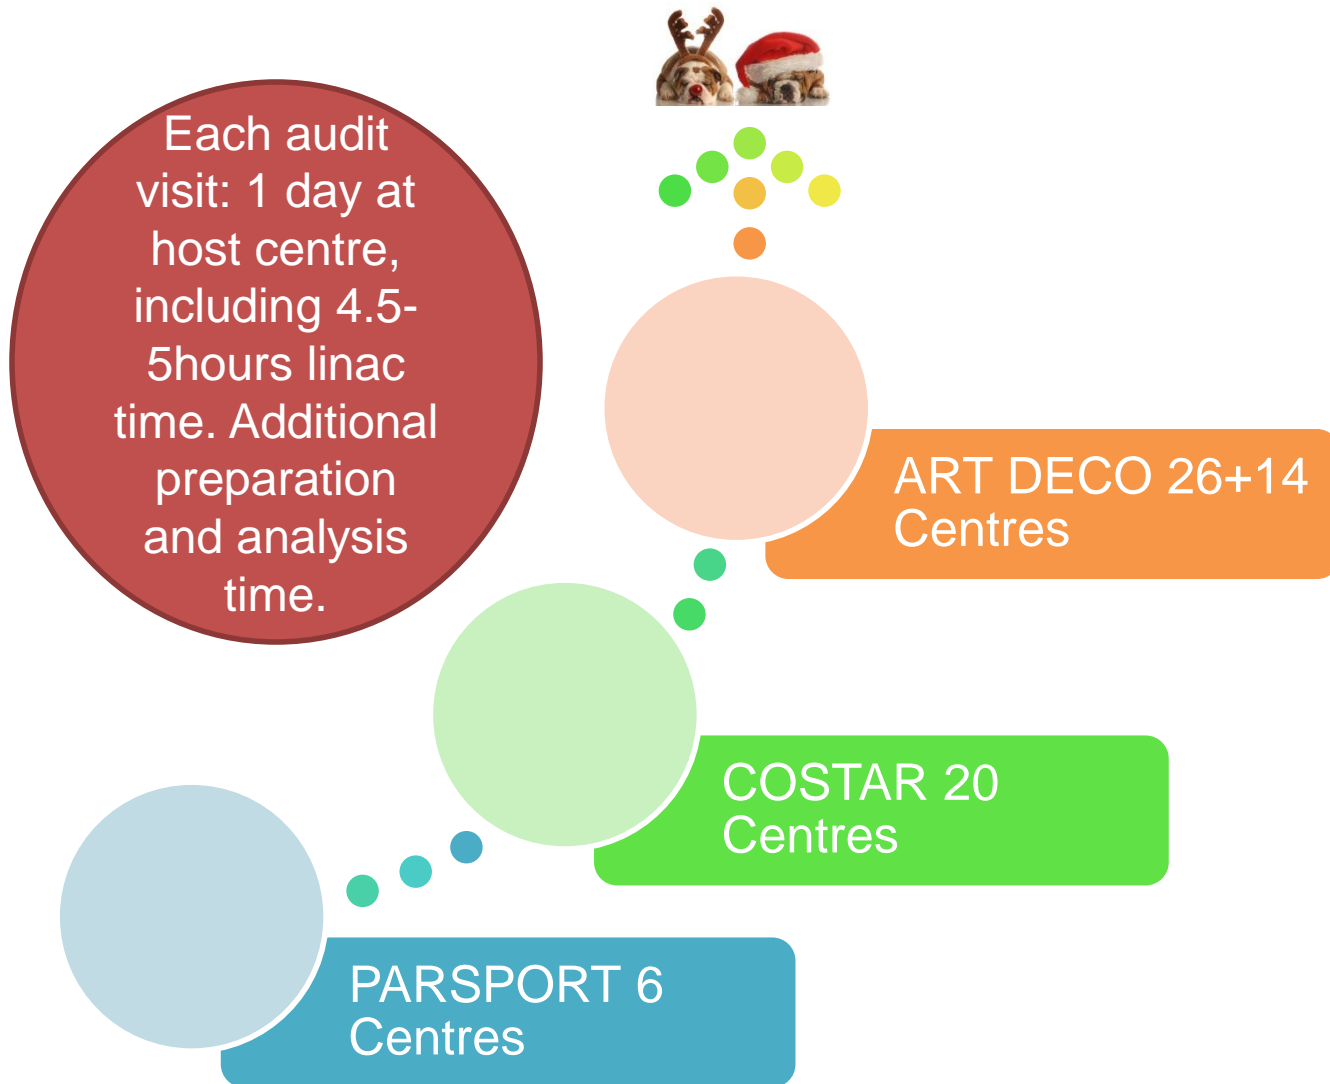 Each audit
visit: 1 day at
host centre,
including 4.5-
5hours linac
time. Additional
preparation
and analysis
time.
ART DECO 26+14
Centres
COSTAR 20
Centres
PARSPORT 6
Centres